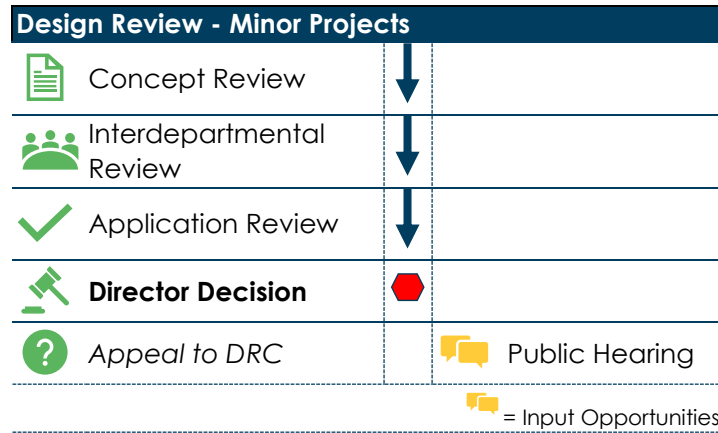 Design Review - Minor Projects
Concept Review
Interdepartmental
Review
Application Review
Director Decision
? Appeal to DRC Public Hearing
= Input Opportunities